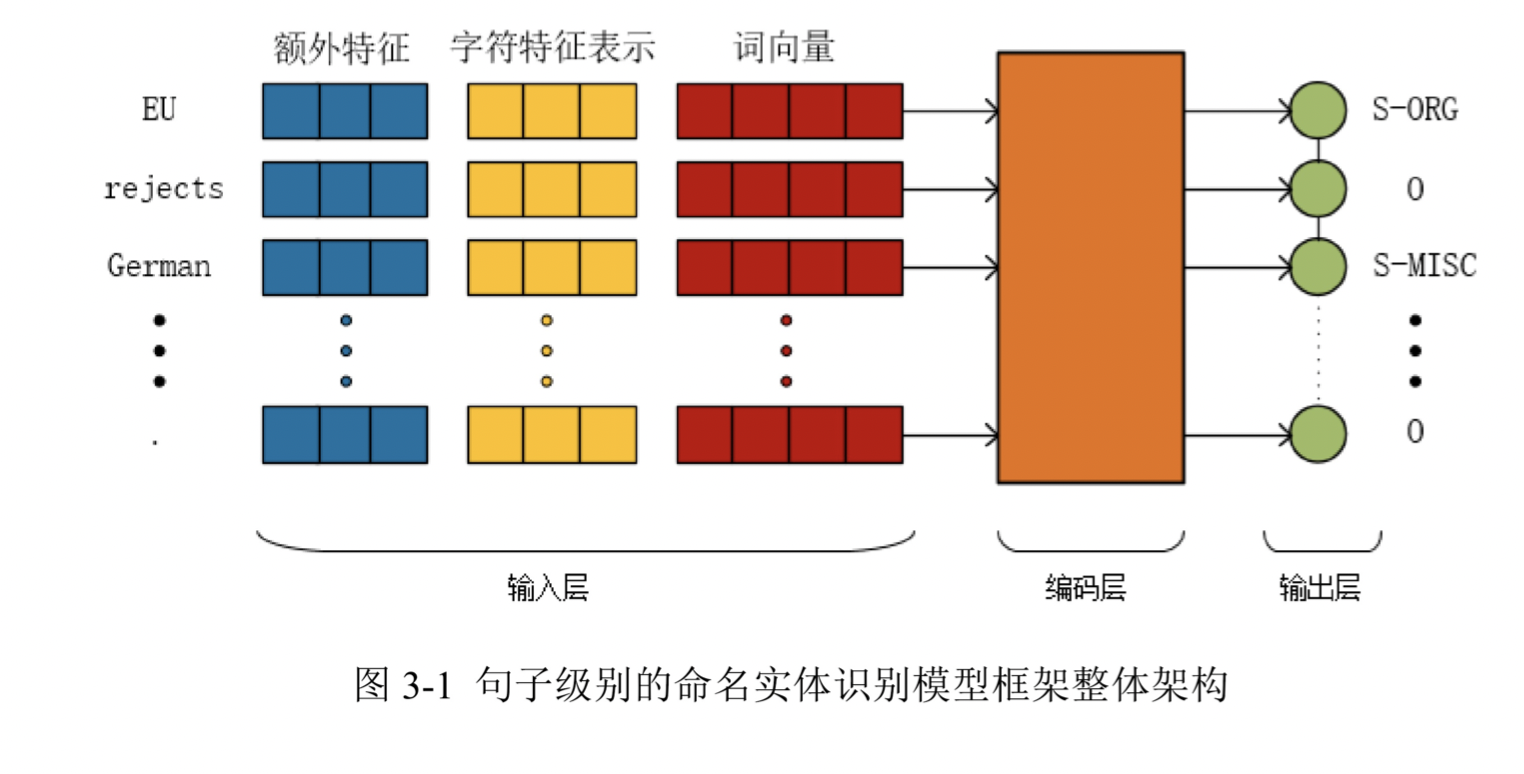 额外特征 字符特征表示 词向量
EU S-ORG
rejects O
German S-MISC
. O
输入层 编码层 输出层
图 3-1 句子级别的命名实体识别模型框架整体架构